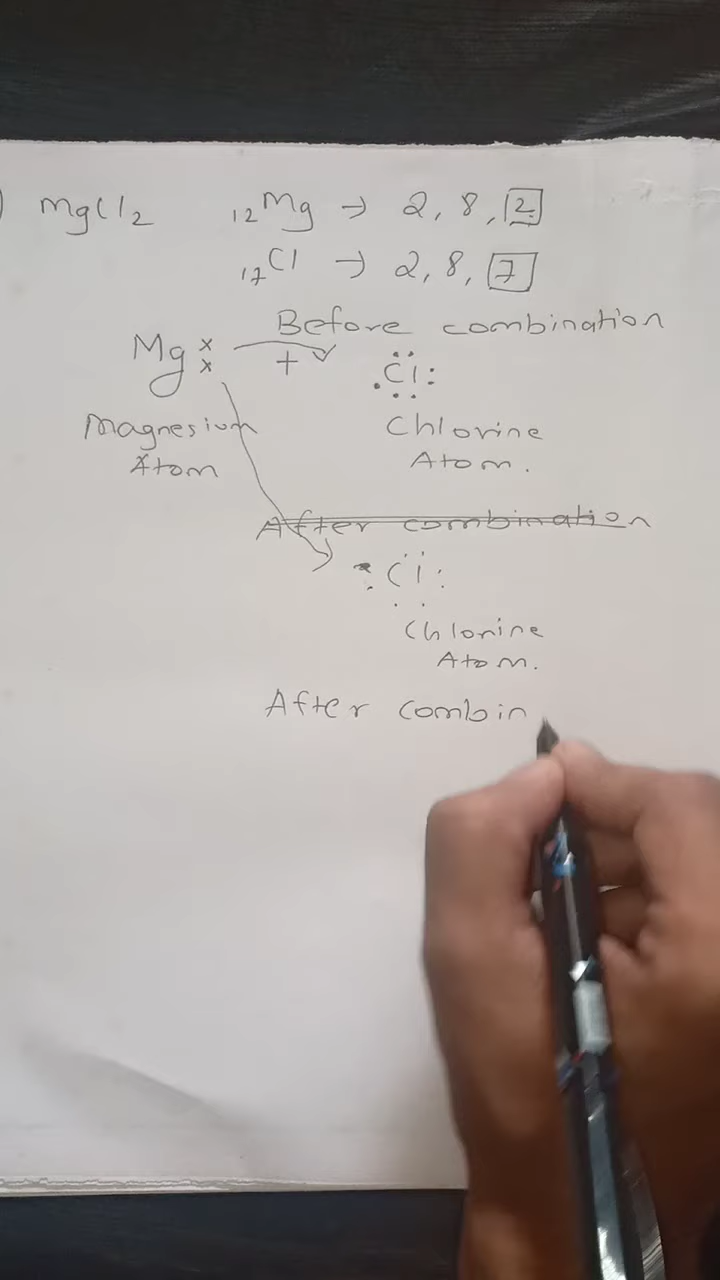 ) MgCl2 12Mg → 2, 8, 2
17Cl → 2, 8, 7
Before combination
Mg + Cl
Magnesium Chlorine
Atom Atom.
After combination
Cl
Chlorine
Atom.
After combin